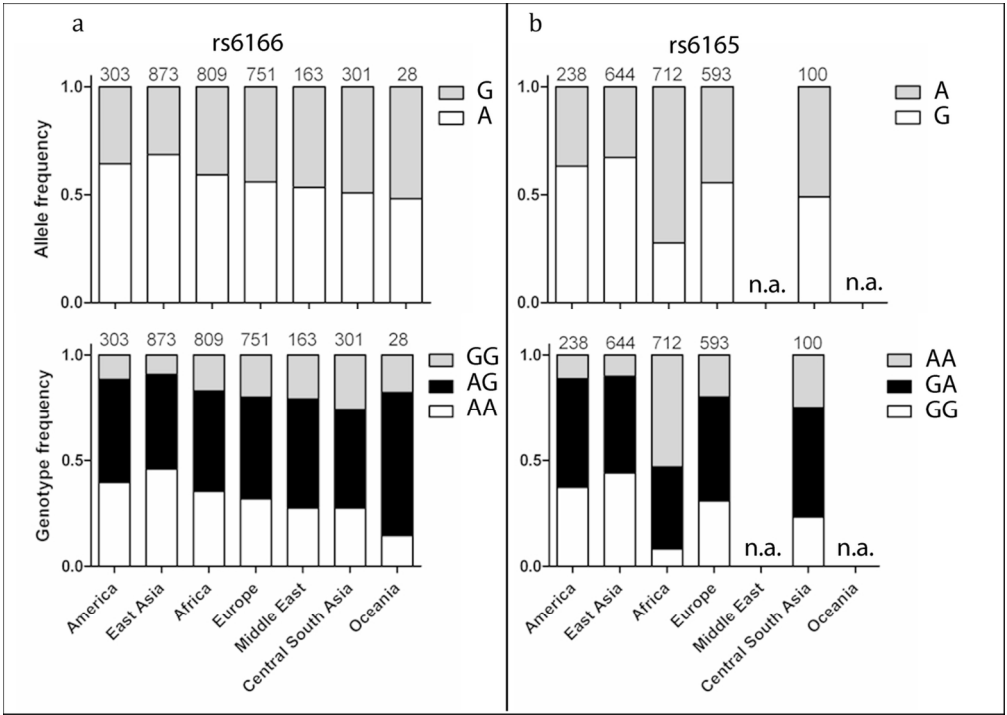 a
rs6166
303 873 809 751 163 301 28
1.0
0.5
0.0
Allele frequency
G
A
303 873 809 751 163 301 28
1.0
0.5
0.0
Genotype frequency
GG
AG
AA
America
East Asia
Africa
Europe
Middle East
Central South Asia
Oceania
b
rs6165
238 644 712 593 100
1.0
0.5
0.0
n.a.
n.a.
A
G
238 644 712 593 100
1.0
0.5
0.0
n.a.
n.a.
AA
GA
GG
America
East Asia
Africa
Europe
Middle East
Central South Asia
Oceania